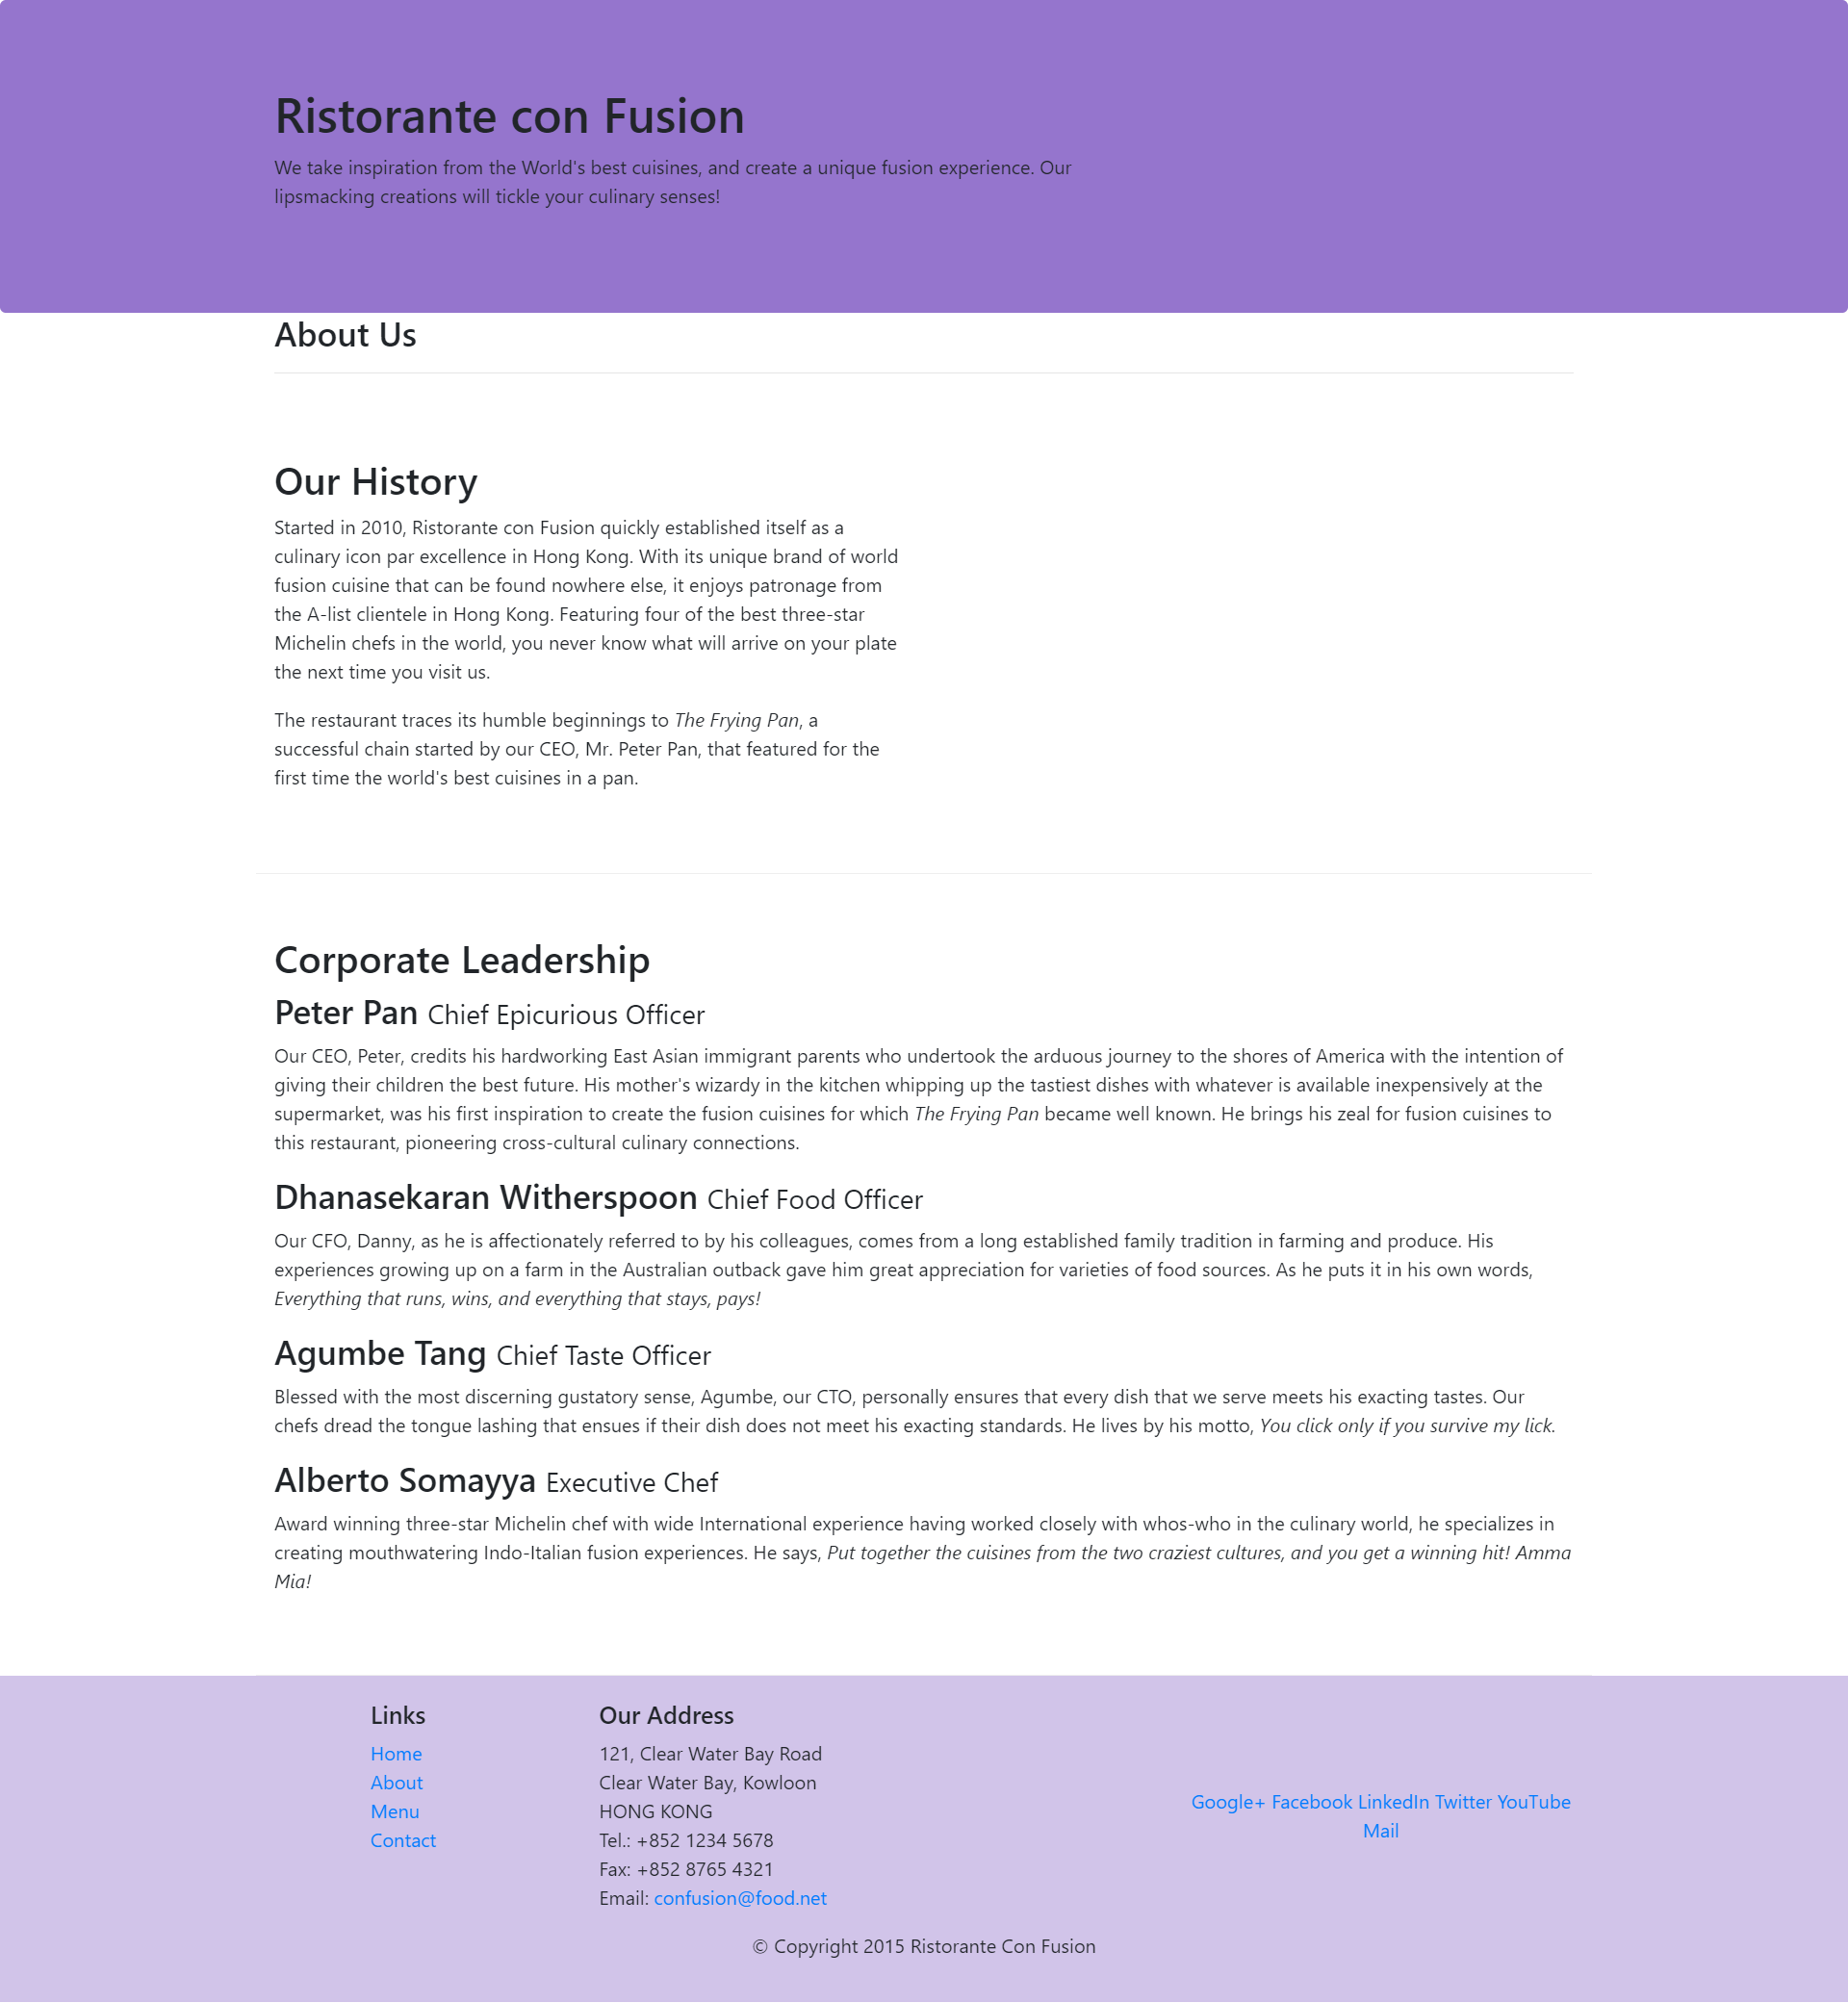 Ristorante con Fusion
We take inspiration from the World's best cuisines, and create a unique fusion experience. Our
lipsmacking creations will tickle your culinary senses!
About Us
Our History
Started in 2010, Ristorante con Fusion quickly established itself as a
culinary icon par excellence in Hong Kong. With its unique brand of world
fusion cuisine that can be found nowhere else, it enjoys patronage from
the A-list clientele in Hong Kong. Featuring four of the best three-star
Michelin chefs in the world, you never know what will arrive on your plate
the next time you visit us.
The restaurant traces its humble beginnings to The Frying Pan, a
successful chain started by our CEO, Mr. Peter Pan, that featured for the
first time the world's best cuisines in a pan.
Corporate Leadership
Peter Pan Chief Epicurious Officer
Our CEO, Peter, credits his hardworking East Asian immigrant parents who undertook the arduous journey to the shores of America with the intention of
giving their children the best future. His mother's wizardy in the kitchen whipping up the tastiest dishes with whatever is available inexpensively at the
supermarket, was his first inspiration to create the fusion cuisines for which The Frying Pan became well known. He brings his zeal for fusion cuisines to
this restaurant, pioneering cross-cultural culinary connections.
Dhanasekaran Witherspoon Chief Food Officer
Our CFO, Danny, as he is affectionately referred to by his colleagues, comes from a long established family tradition in farming and produce. His
experiences growing up on a farm in the Australian outback gave him great appreciation for varieties of food sources. As he puts it in his own words,
Everything that runs, wins, and everything that stays, pays!
Agumbe Tang Chief Taste Officer
Blessed with the most discerning gustatory sense, Agumbe, our CTO, personally ensures that every dish that we serve meets his exacting tastes. Our
chefs dread the tongue lashing that ensues if their dish does not meet his exacting standards. He lives by his motto, You click only if you survive my lick.
Alberto Somayya Executive Chef
Award winning three-star Michelin chef with wide International experience having worked closely with whos-who in the culinary world, he specializes in
creating mouthwatering Indo-Italian fusion experiences. He says, Put together the cuisines from the two craziest cultures, and you get a winning hit! Amma
Mia!
Links
Home
About
Menu
Contact
Our Address
121, Clear Water Bay Road
Clear Water Bay, Kowloon
HONG KONG
Tel.: +852 1234 5678
Fax: +852 8765 4321
Email: confusion@food.net
Google+ Facebook LinkedIn Twitter YouTube
Mail
© Copyright 2015 Ristorante Con Fusion